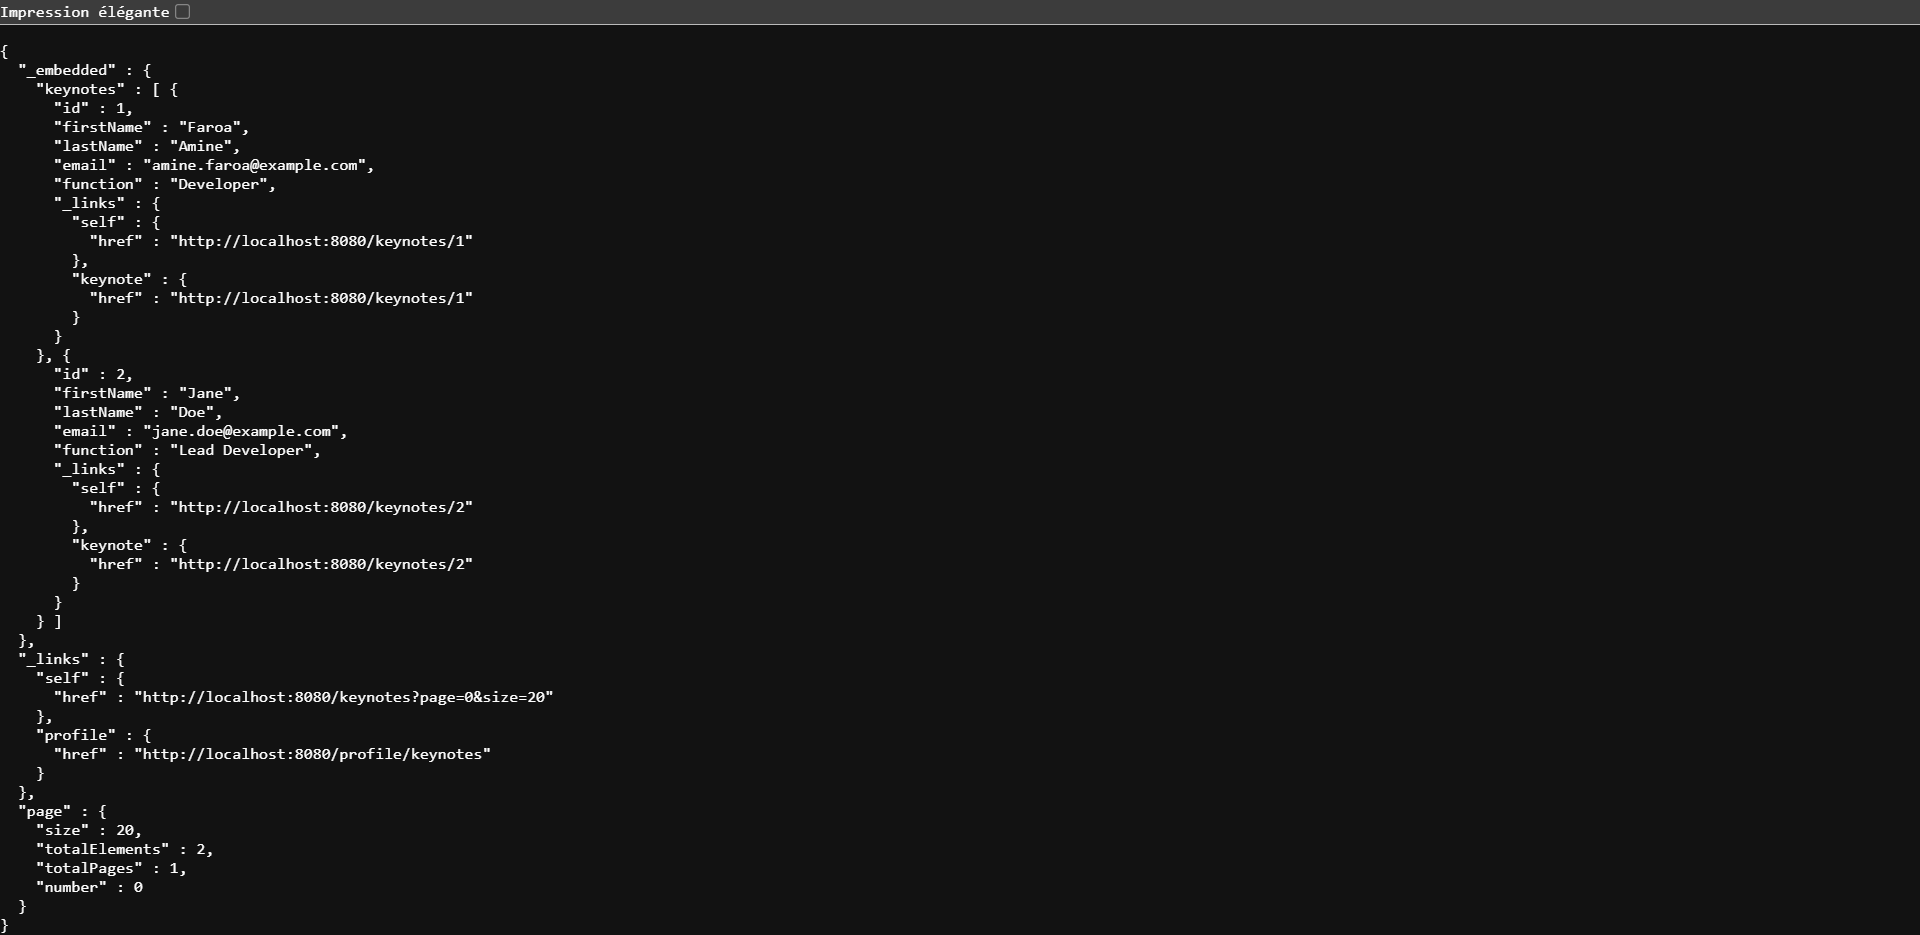 Impression élégante
{
  "_embedded" : {
    "keynotes" : [ {
      "id" : 1,
      "firstName" : "Faroa",
      "lastName" : "Amine",
      "email" : "amine.faroa@example.com",
      "function" : "Developer",
      "_links" : {
        "self" : {
          "href" : "http://localhost:8080/keynotes/1"
        },
        "keynote" : {
          "href" : "http://localhost:8080/keynotes/1"
        }
      }
    }, {
      "id" : 2,
      "firstName" : "Jane",
      "lastName" : "Doe",
      "email" : "jane.doe@example.com",
      "function" : "Lead Developer",
      "_links" : {
        "self" : {
          "href" : "http://localhost:8080/keynotes/2"
        },
        "keynote" : {
          "href" : "http://localhost:8080/keynotes/2"
        }
      }
    } ]
  },
  "_links" : {
    "self" : {
      "href" : "http://localhost:8080/keynotes?page=0&size=20"
    },
    "profile" : {
      "href" : "http://localhost:8080/profile/keynotes"
    }
  },
  "page" : {
    "size" : 20,
    "totalElements" : 2,
    "totalPages" : 1,
    "number" : 0
  }
}